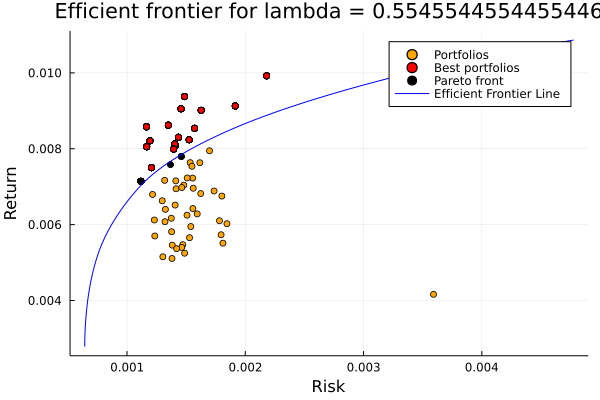 Efficient frontier for lambda = 0.5545544554455446
Portfolios
Best portfolios
Pareto front
Efficient Frontier Line
Return
0.010
0.008
0.006
0.004
0.001
0.002
0.003
0.004
Risk